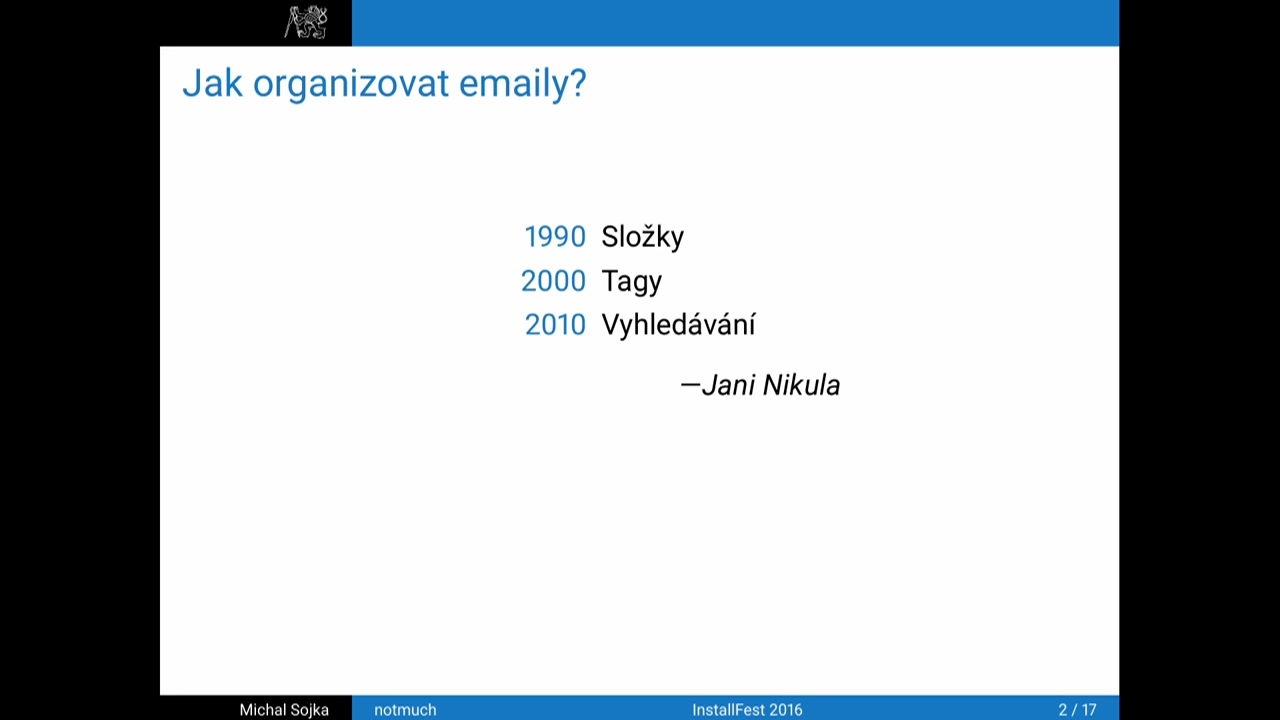 Jak organizovat emaily?
1990 Složky
2000 Tagy
2010 Vyhledávání
—Jani Nikula
Michal Sojka notmuch InstallFest 2016 2 / 17